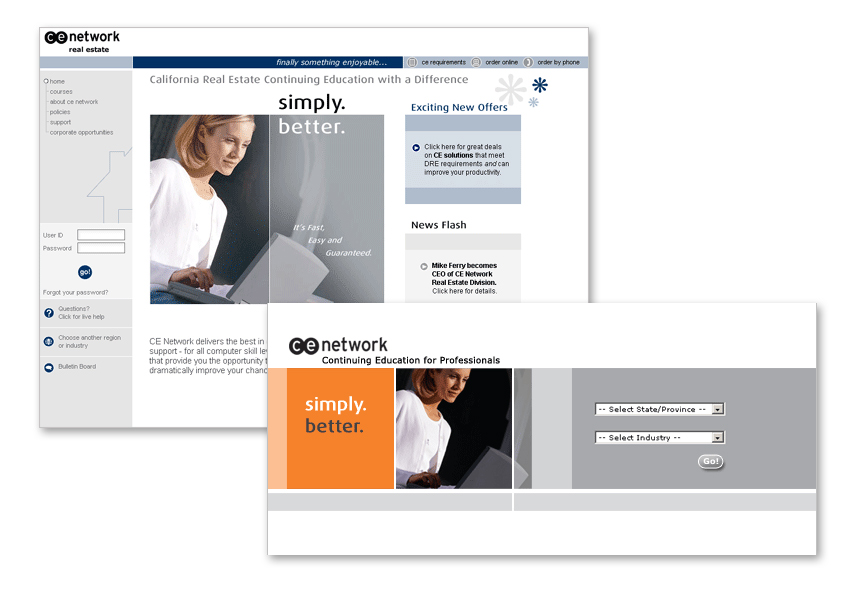 ce network
real estate
finally something enjoyable...
ce requirements
order online
order by phone
home
courses
about ce network
policies
support
corporate opportunities
California Real Estate Continuing Education with a Difference
simply.
better.
It's Fast,
Easy and
Guaranteed.
Exciting New Offers
Click here for great deals
on CE solutions that meet
DRE requirements and can
improve your productivity.
News Flash
Mike Ferry becomes
CEO of CE Network
Real Estate Division.
Click here for details.
User ID
Password
go!
Forgot your password?
Questions?
Click for live help
Choose another region
or industry
Bulletin Board
CE Network delivers the best in
support - for all computer skill
that provide you the opportunity
dramatically improve your
ce network
Continuing Education for Professionals
simply.
better.
-- Select State/Province --
-- Select Industry --
Go!